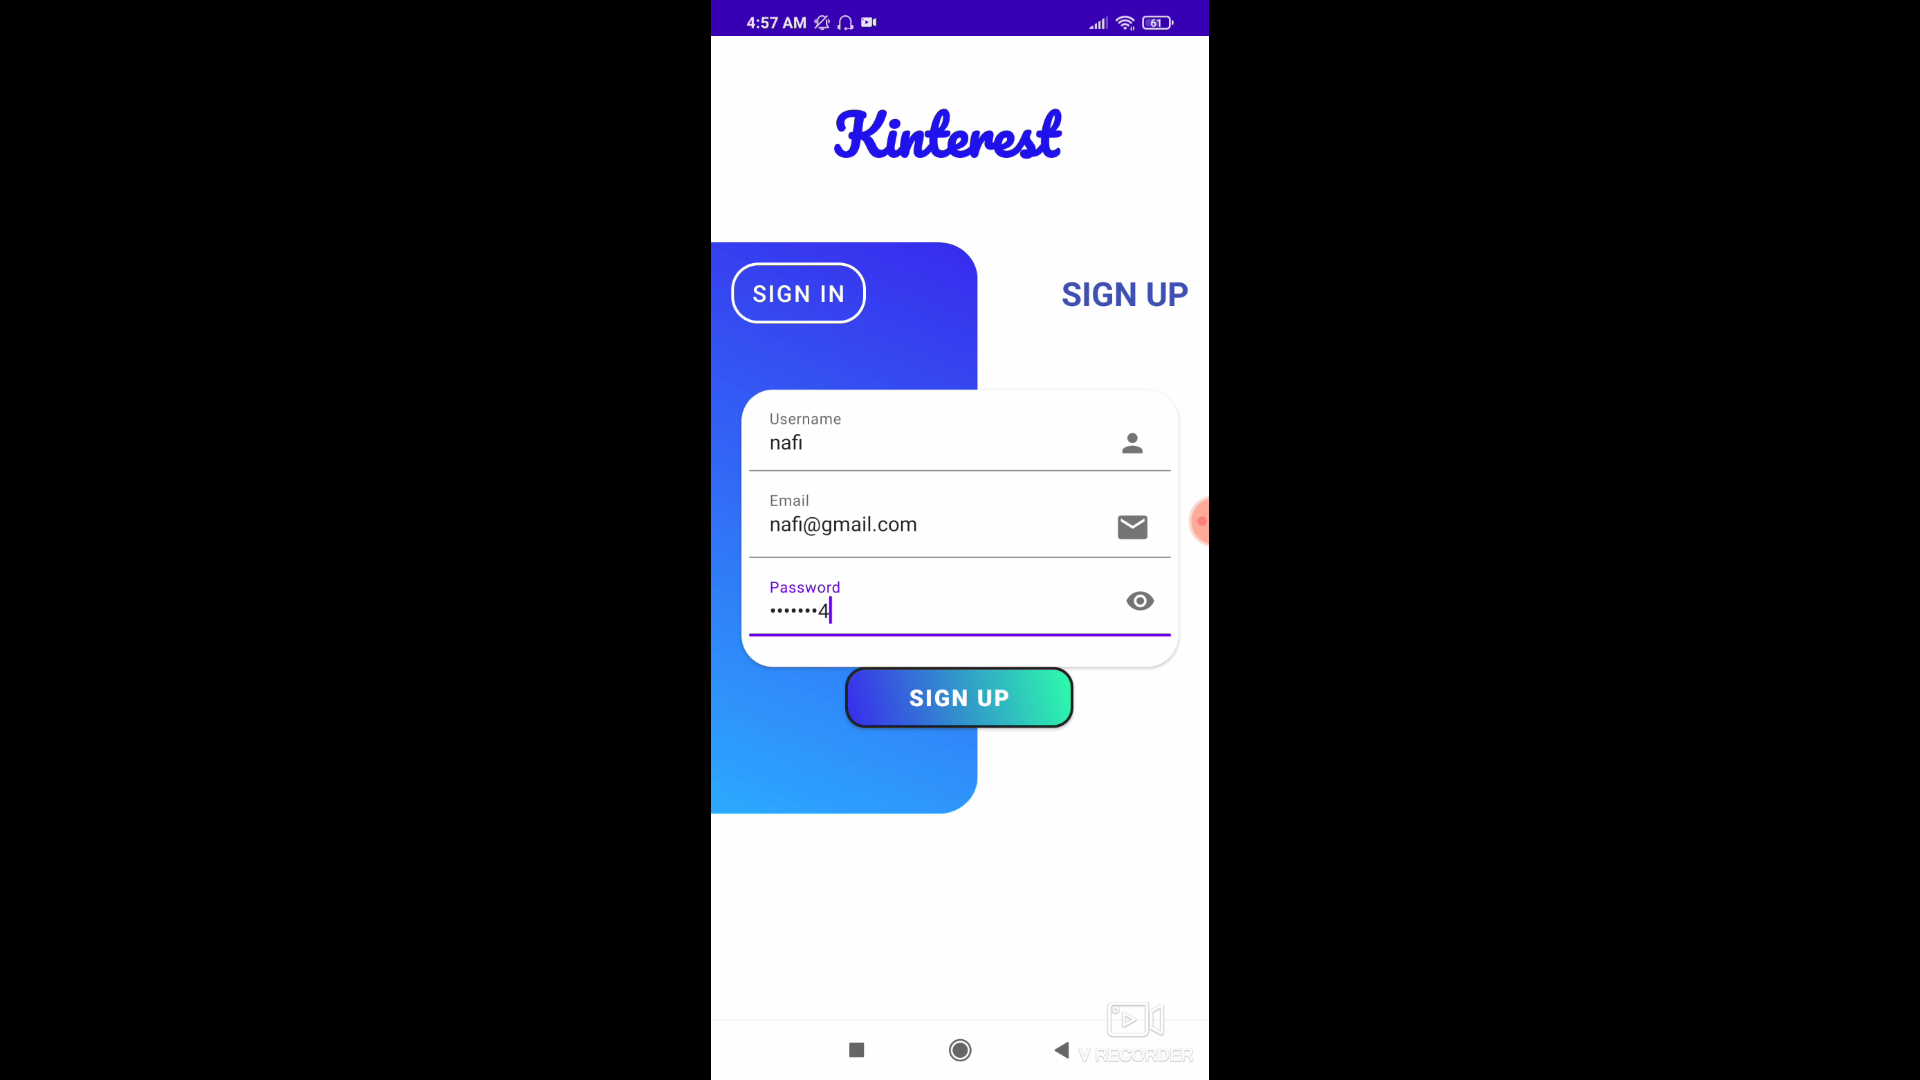 4:57 AM
61
Kinterest
SIGN IN
SIGN UP
Username
nafi
Email
nafi@gmail.com
Password
•••••••4
SIGN UP
V RECORDER